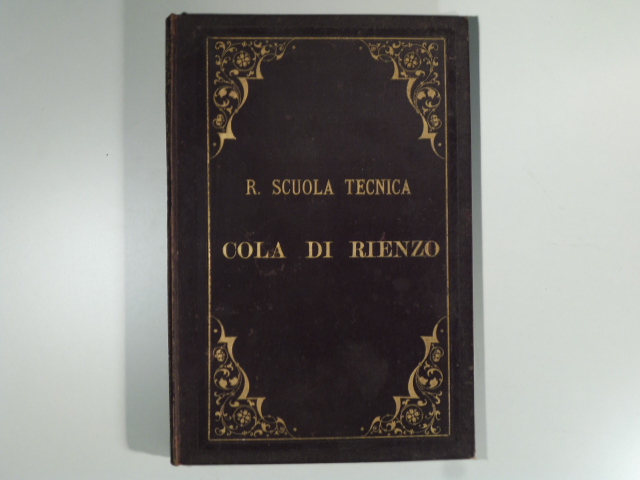 R. SCUOLA TECNICA
COLA DI RIENZO